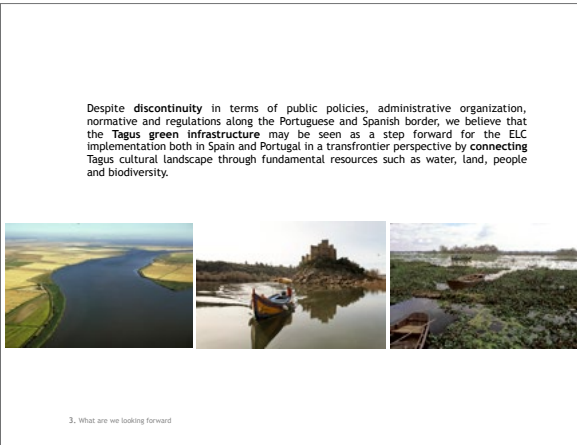 Despite discontinuity in terms of public policies, administrative organization,
normative and regulations along the Portuguese and Spanish border, we believe that
the Tagus green infrastructure may be seen as a step forward for the ELC
implementation both in Spain and Portugal in a transfrontier perspective by connecting
Tagus cultural landscape through fundamental resources such as water, land, people
and biodiversity.
3. What are we looking forward